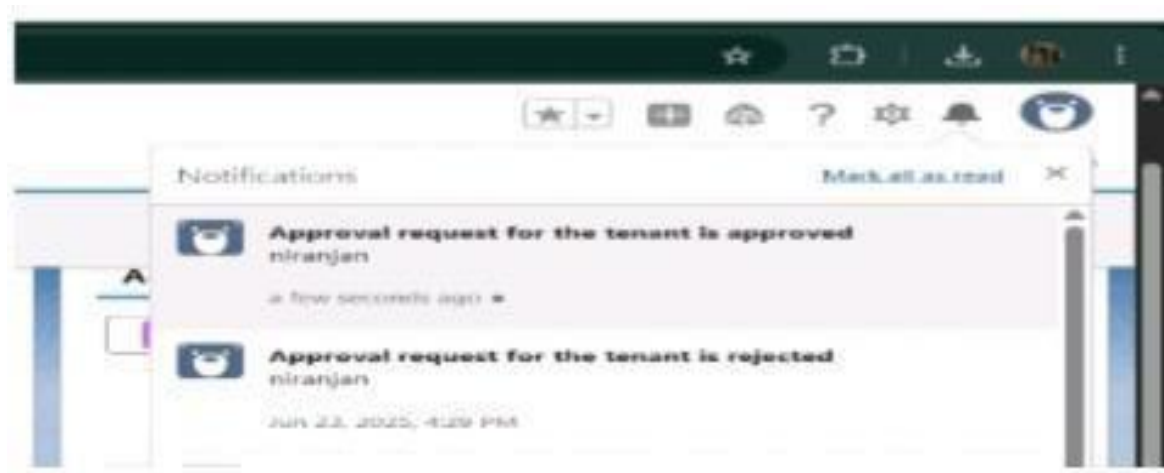 Notifications
Mark all as read
Approval request for the tenant is approved
niranjan
a few seconds ago
A
Approval request for the tenant is rejected
niranjan
Jun 23, 2025, 4:29 PM